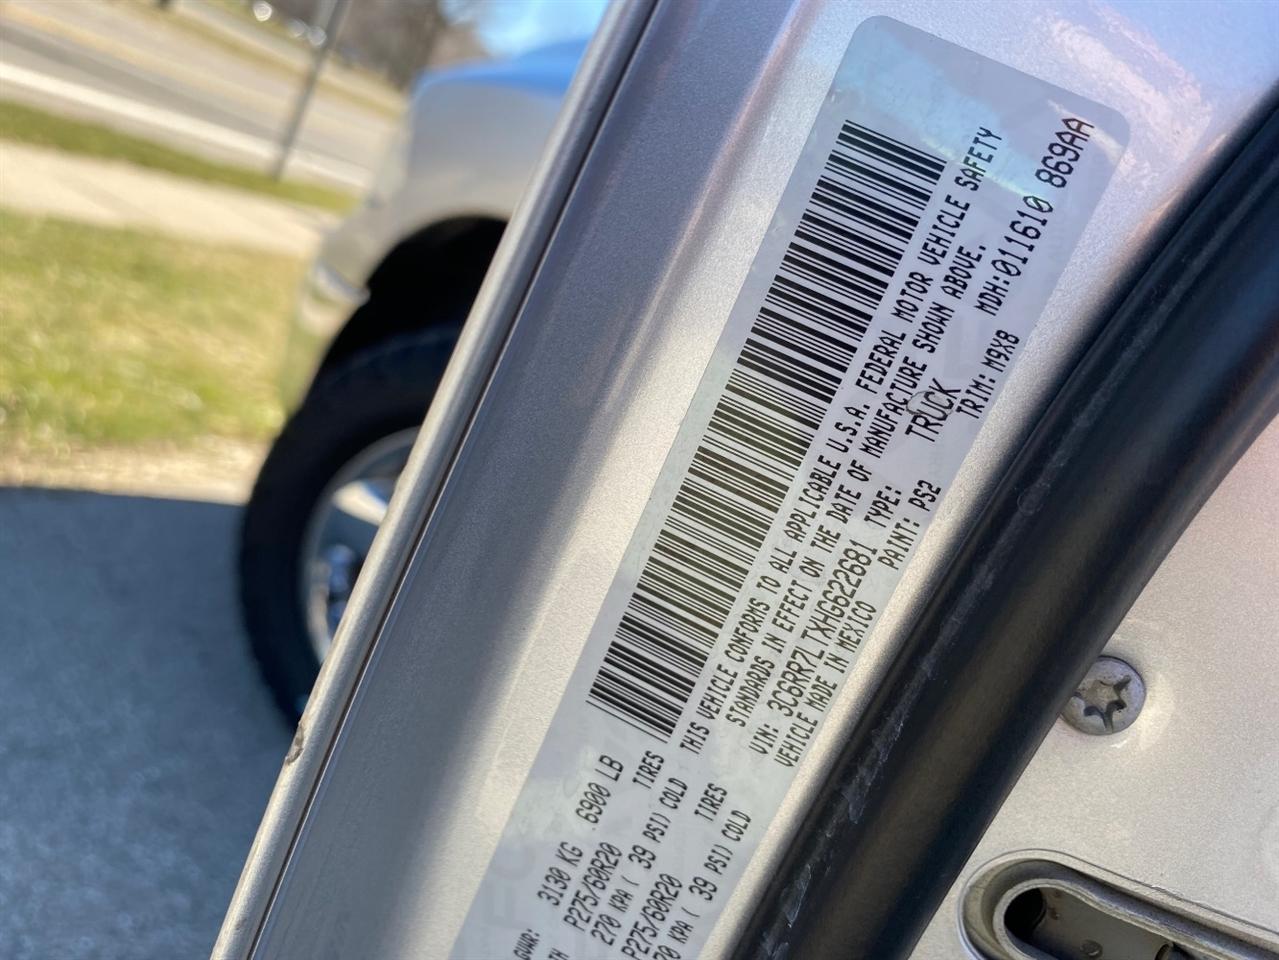 GVWR: 3130 KG 6900 LB
P275/60R20 TIRES
270 KPA( 39 PSI) COLD
P275/60R20 TIRES
KPA( 39 PSI) COLD
THIS VEHICLE CONFORMS TO ALL APPLICABLE U.S.A. FEDERAL MOTOR VEHICLE SAFETY
STANDARDS IN EFFECT ON THE DATE OF MANUFACTURE SHOWN ABOVE.
VIN: 3C6RR7LTXHG622681 TYPE: TRUCK MDH:011610 869AA
VEHICLE MADE IN MEXICO PAINT: PS2 TRIM: M9X8